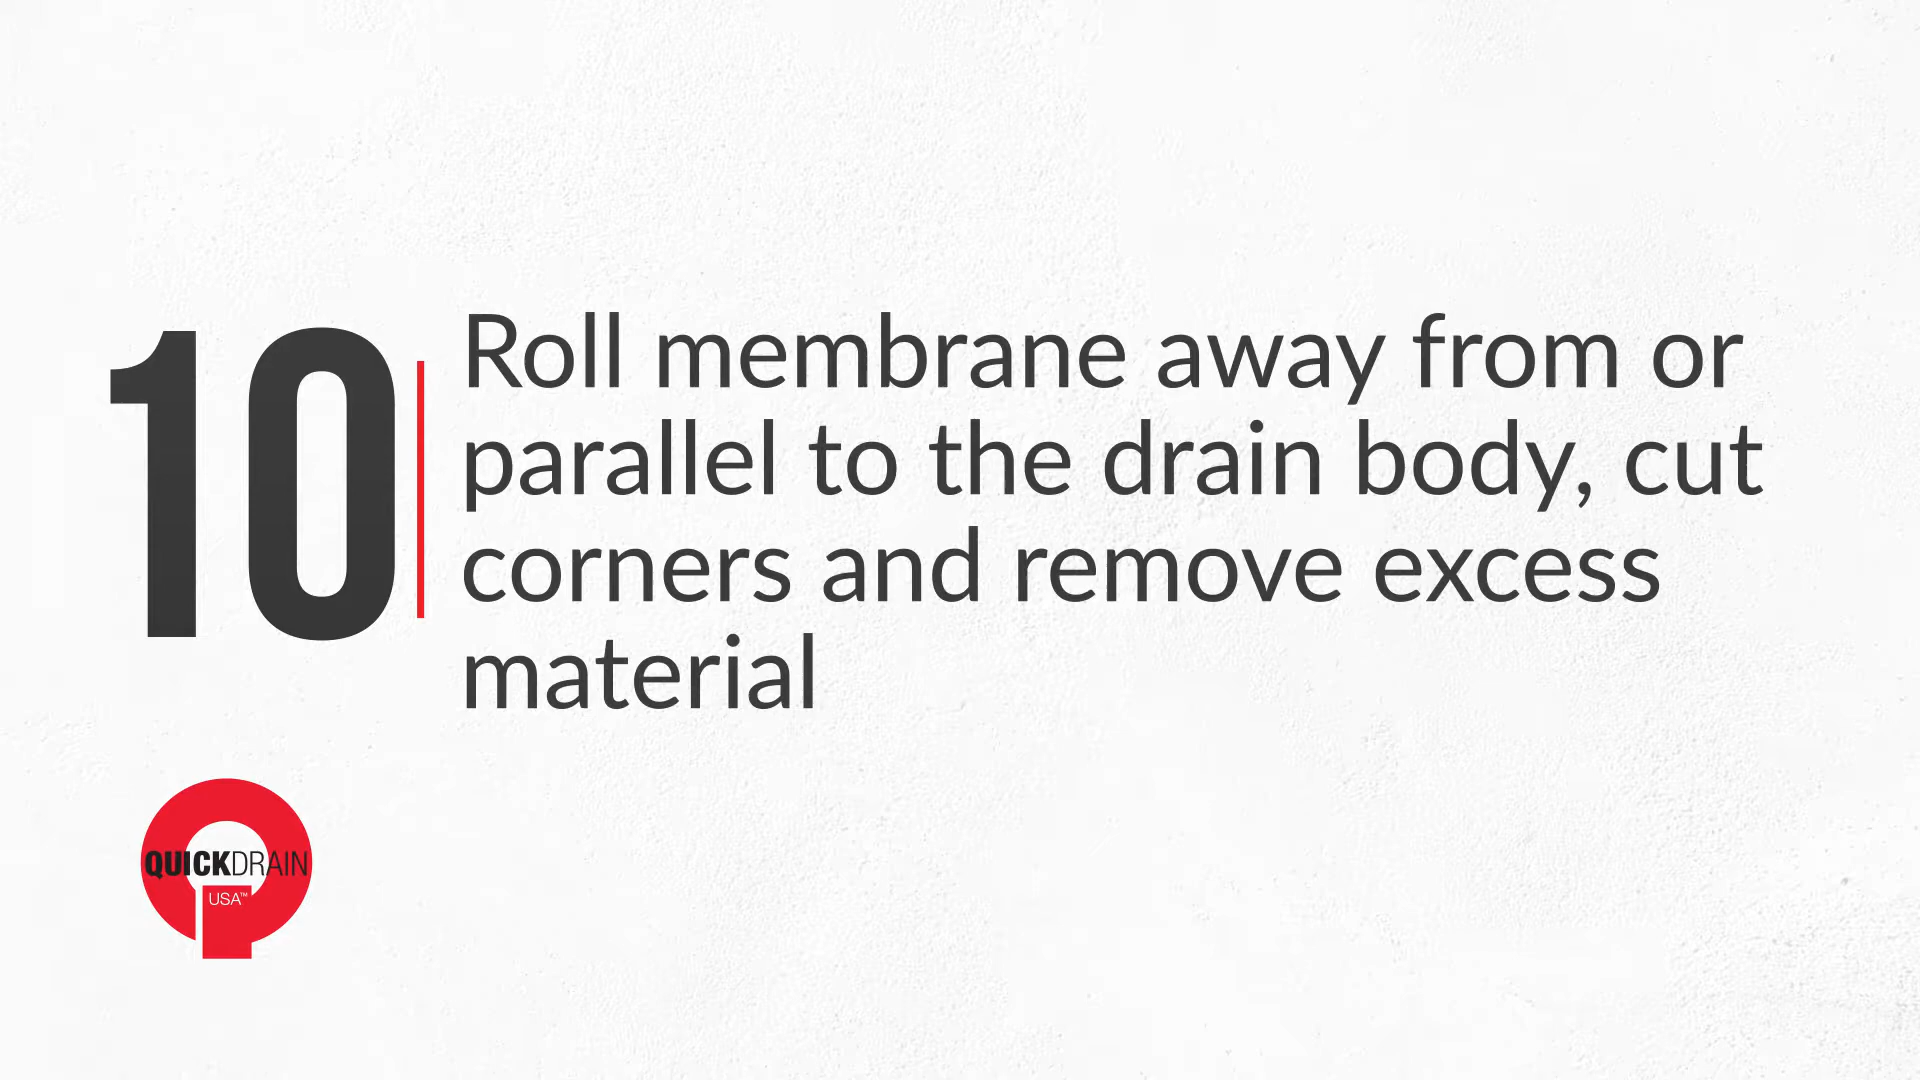 10
Roll membrane away from or
parallel to the drain body, cut
corners and remove excess
material
QUICKDRAIN
USA™